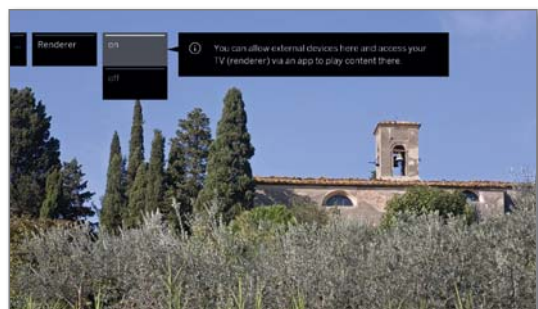 Renderer
on
You can allow external devices here and access your
TV (renderer) via an app to play content there.
off